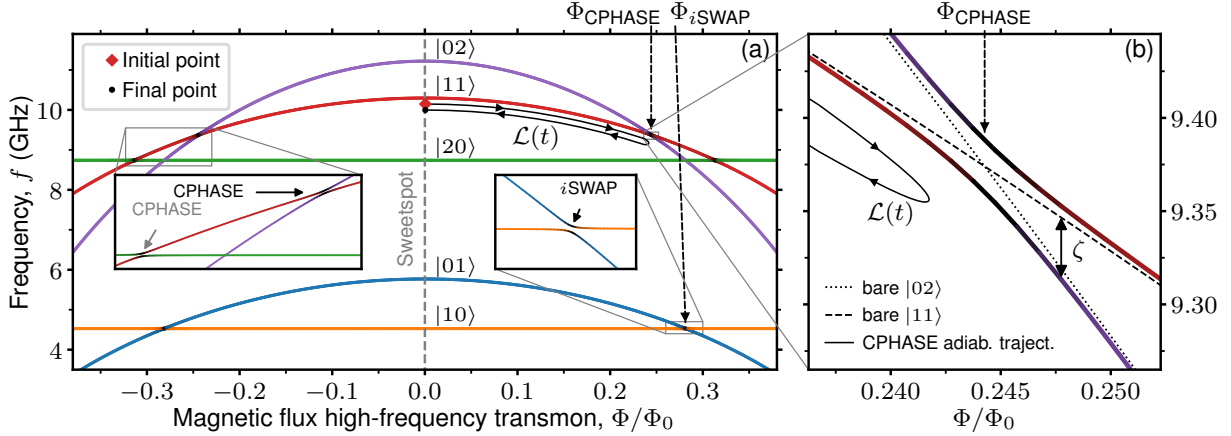 Φ_CPHASE
Φ_iSWAP
(a)
Initial point
Final point
|02⟩
|11⟩
|20⟩
|01⟩
|10⟩
ℒ(t)
Sweetspot
CPHASE
CPHASE
iSWAP
Frequency, f (GHz)
10
8
6
4
−0.3
−0.2
−0.1
0.0
0.1
0.2
0.3
Magnetic flux high-frequency transmon, Φ/Φ₀
Φ_CPHASE
(b)
ℒ(t)
ζ
bare |02⟩
bare |11⟩
CPHASE adiab. traject.
9.40
9.35
9.30
0.240
0.245
0.250
Φ/Φ₀